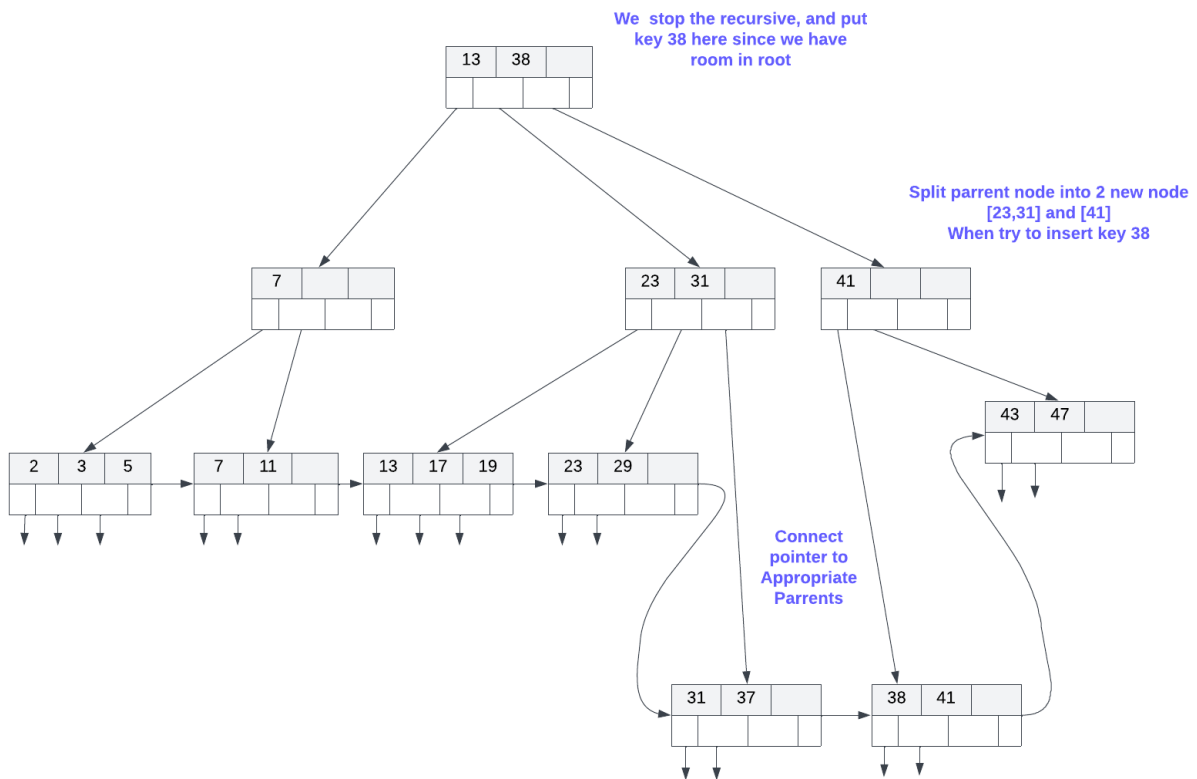 We  stop the recursive, and put
key 38 here since we have
room in root
13 38
Split parrent node into 2 new node
[23,31] and [41]
When try to insert key 38
7
23 31
41
43 47
2 3 5
7 11
13 17 19
23 29
Connect
pointer to
Appropriate
Parrents
31 37
38 41